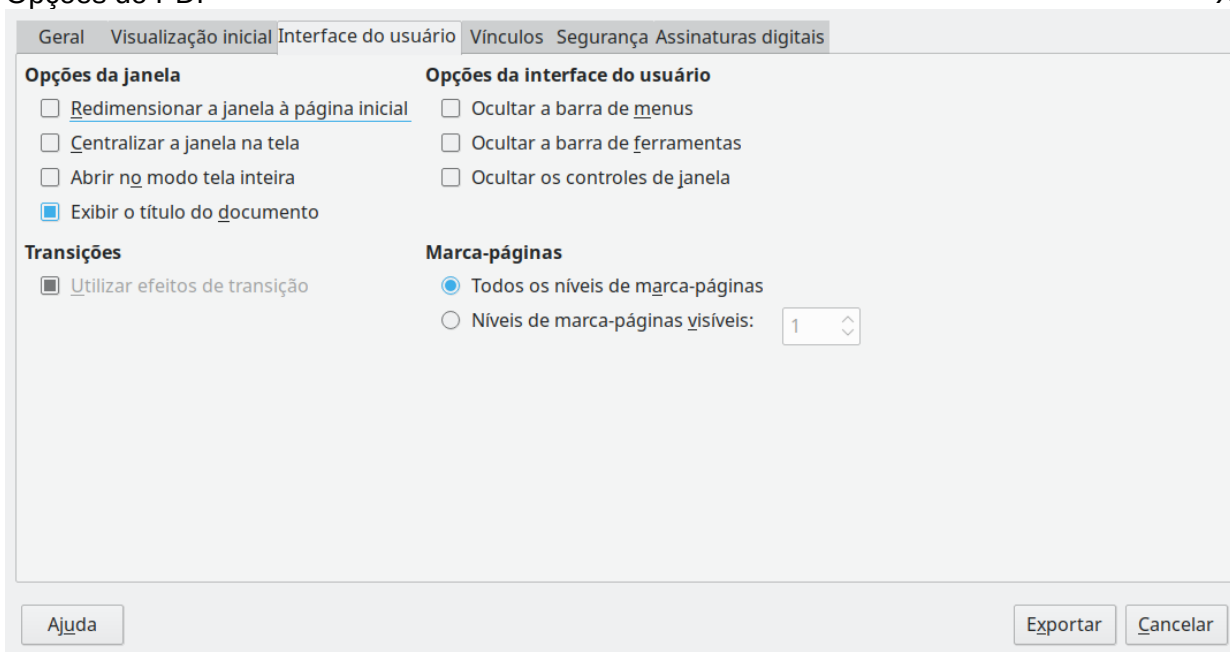 Opções do PDF
Geral Visualização inicial Interface do usuário Vínculos Segurança Assinaturas digitais
Opções da janela
Redimensionar a janela à página inicial
Centralizar a janela na tela
Abrir no modo tela inteira
Exibir o título do documento
Opções da interface do usuário
Ocultar a barra de menus
Ocultar a barra de ferramentas
Ocultar os controles de janela
Transições
Utilizar efeitos de transição
Marca-páginas
Todos os níveis de marca-páginas
Níveis de marca-páginas visíveis: 1
Ajuda Exportar Cancelar